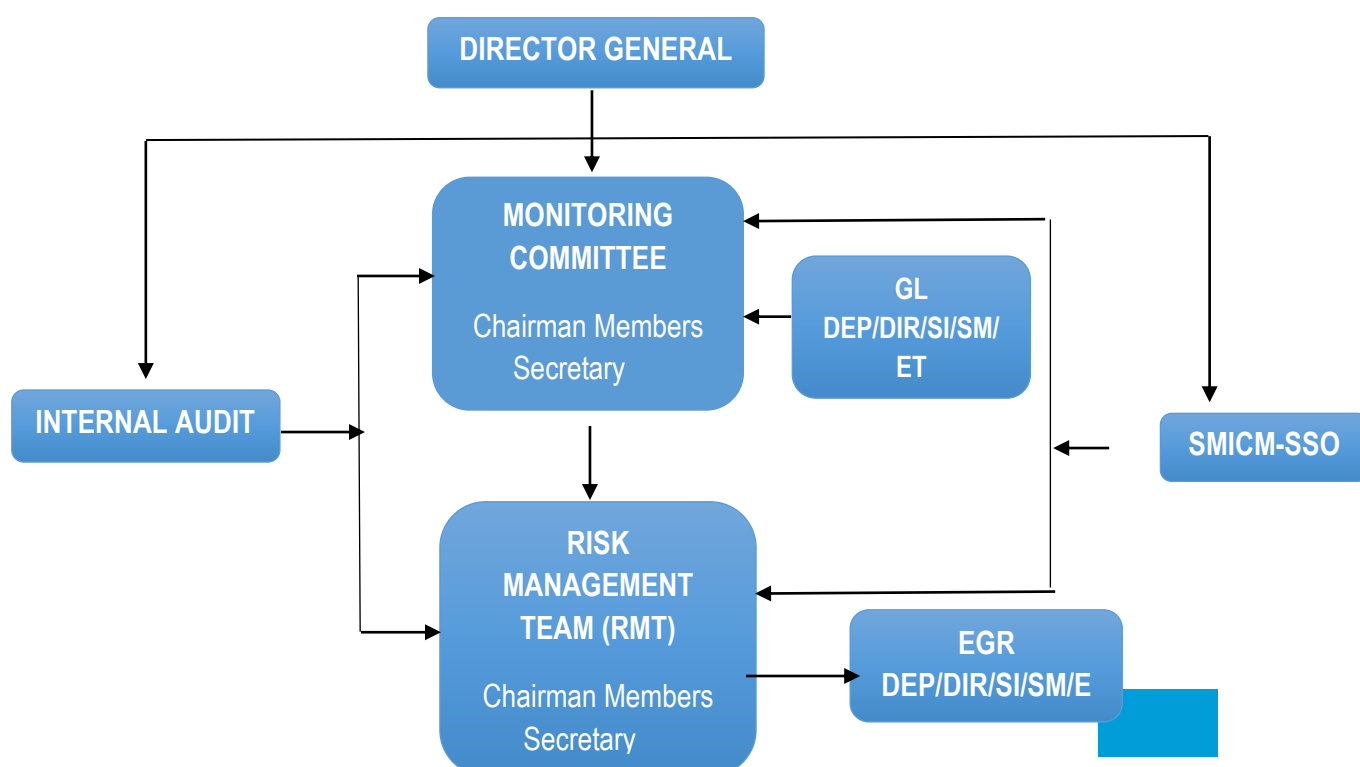 DIRECTOR GENERAL
MONITORING
COMMITTEE
Chairman Members
Secretary
GL
DEP/DIR/SI/SM/
ET
INTERNAL AUDIT
SMICM-SSO
RISK
MANAGEMENT
TEAM (RMT)
Chairman Members
Secretary
EGR
DEP/DIR/SI/SM/E